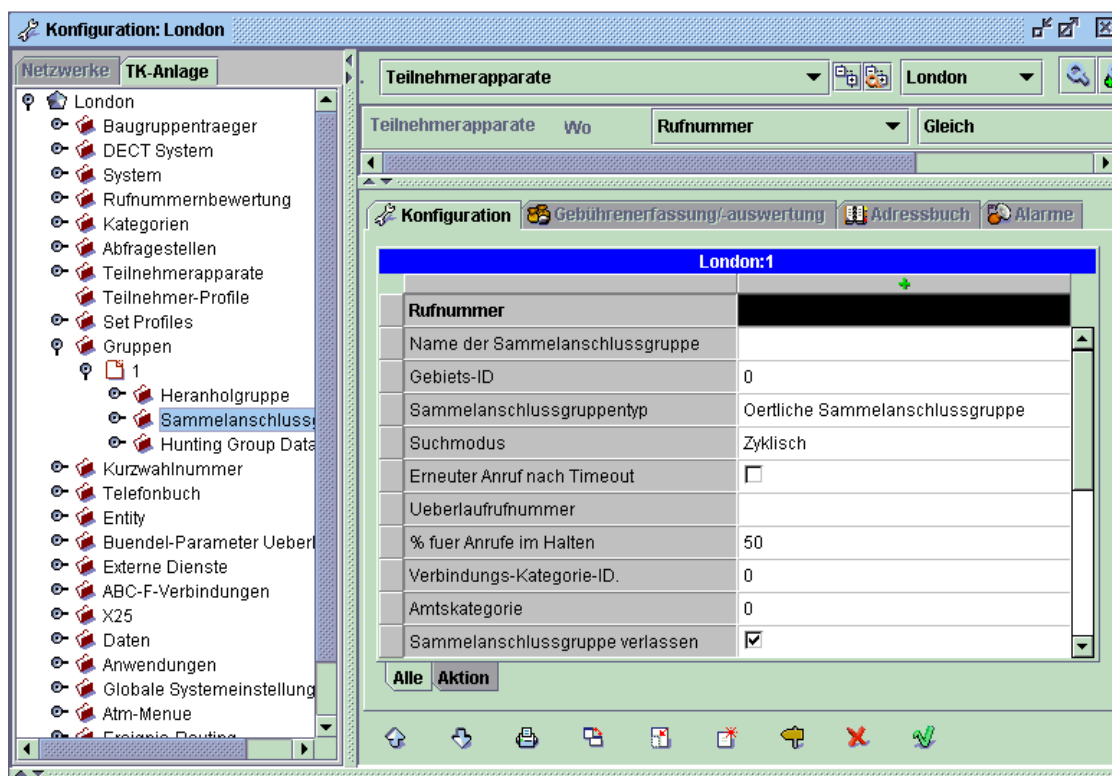 Konfiguration: London
Netzwerke TK-Anlage
London
Baugruppentraeger
DECT System
System
Rufnummernbewertung
Kategorien
Abfragestellen
Teilnehmerapparate
Teilnehmer-Profile
Set Profiles
Gruppen
1
Heranholgruppe
Sammelanschlussg
Hunting Group Data
Kurzwahlnummer
Telefonbuch
Entity
Buendel-Parameter Ueberl
Externe Dienste
ABC-F-Verbindungen
X25
Daten
Anwendungen
Globale Systemeinstellung
Atm-Menue
Ereignis-Routing
Teilnehmerapparate London
Teilnehmerapparate Wo Rufnummer Gleich
Konfiguration Gebührenerfassung/-auswertung Adressbuch Alarme
London:1
Rufnummer
Name der Sammelanschlussgruppe
Gebiets-ID 0
Sammelanschlussgruppentyp Oertliche Sammelanschlussgruppe
Suchmodus Zyklisch
Erneuter Anruf nach Timeout
Ueberlaufrufnummer
% fuer Anrufe im Halten 50
Verbindungs-Kategorie-ID. 0
Amtskategorie 0
Sammelanschlussgruppe verlassen
Alle Aktion